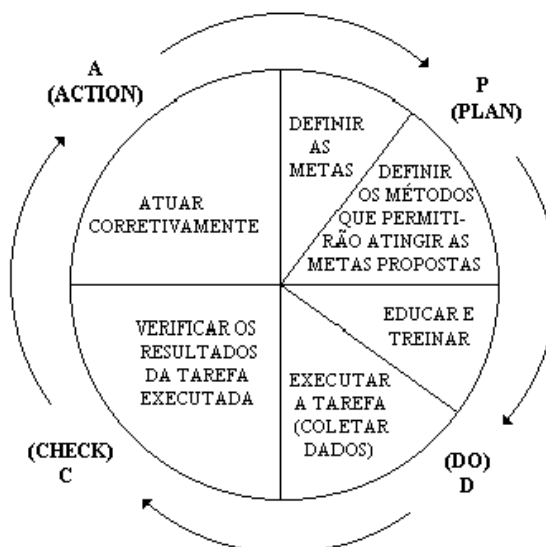 A
(ACTION)
P
(PLAN)
DEFINIR
AS
METAS
DEFINIR
OS MÉTODOS
QUE PERMITI-
RÃO ATINGIR AS
METAS PROPOSTAS
ATUAR
CORRETIVAMENTE
EDUCAR E
TREINAR
VERIFICAR OS
RESULTADOS
DA TAREFA
EXECUTADA
EXECUTAR
A TAREFA
(COLETAR
DADOS)
(CHECK)
C
(DO)
D